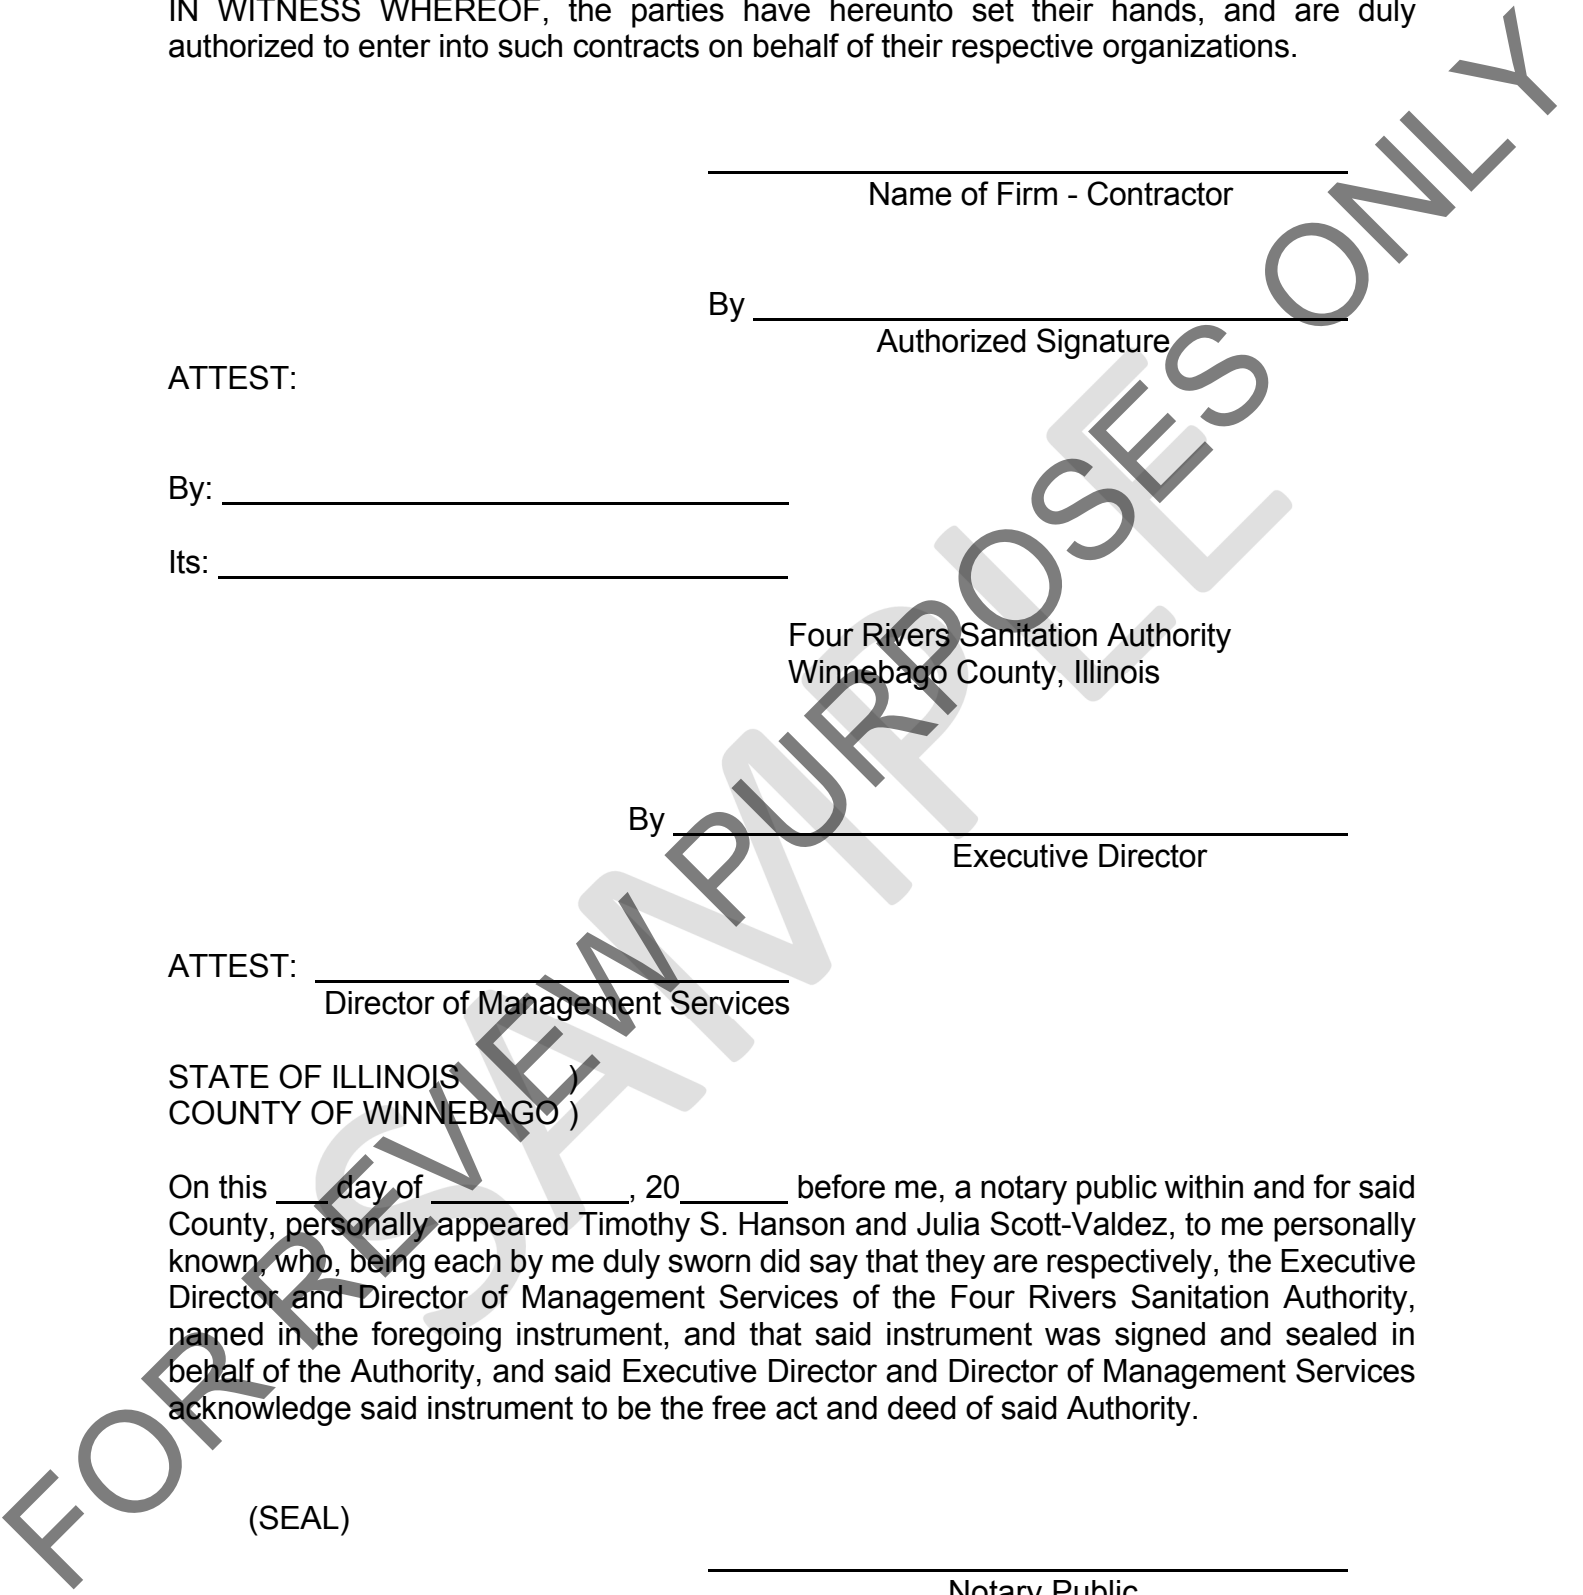 IN WITNESS WHEREOF, the parties have hereunto set their hands, and are duly
authorized to enter into such contracts on behalf of their respective organizations.
Name of Firm - Contractor
By
Authorized Signature
ATTEST:
By:
Its:
Four Rivers Sanitation Authority
Winnebago County, Illinois
By
Executive Director
ATTEST:
Director of Management Services
STATE OF ILLINOIS )
COUNTY OF WINNEBAGO )
On this ___ day of ___________, 20______ before me, a notary public within and for said
County, personally appeared Timothy S. Hanson and Julia Scott-Valdez, to me personally
known, who, being each by me duly sworn did say that they are respectively, the Executive
Director and Director of Management Services of the Four Rivers Sanitation Authority,
named in the foregoing instrument, and that said instrument was signed and sealed in
behalf of the Authority, and said Executive Director and Director of Management Services
acknowledge said instrument to be the free act and deed of said Authority.
(SEAL)
Notary Public
SAMPLE
FOR REVIEW PURPOSES ONLY